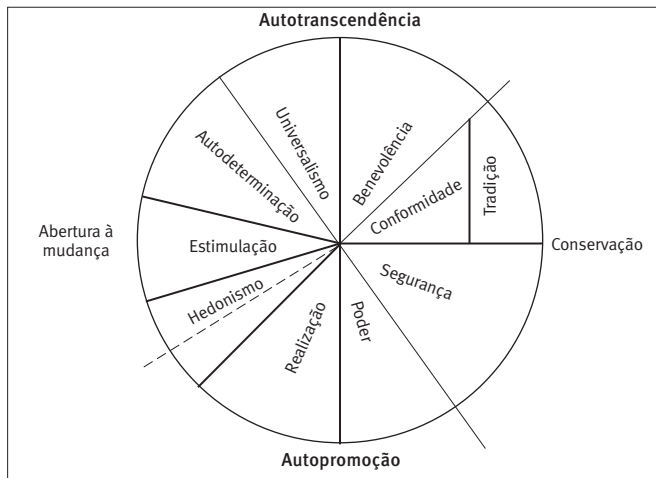 Autotranscendência
Universalismo
Benevolência
Autodeterminação
Conformidade
Tradição
Abertura à
mudança
Estimulação
Conservação
Hedonismo
Segurança
Realização
Poder
Autopromoção